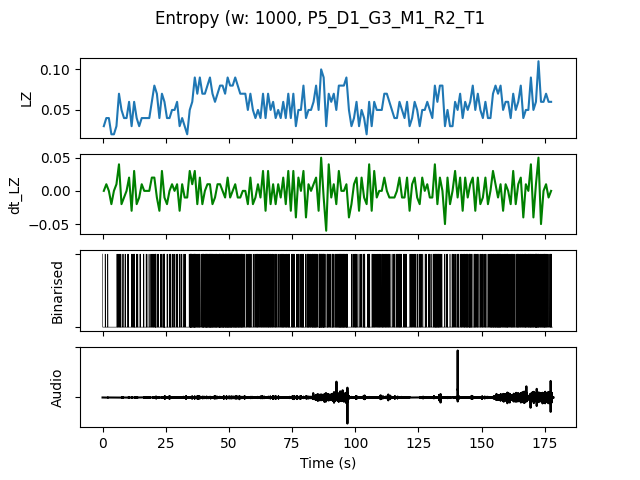 Entropy (w: 1000, P5_D1_G3_M1_R2_T1
0.10
0.05
LZ
0.05
0.00
−0.05
dt_LZ
Binarised
Audio
0 25 50 75 100 125 150 175
Time (s)